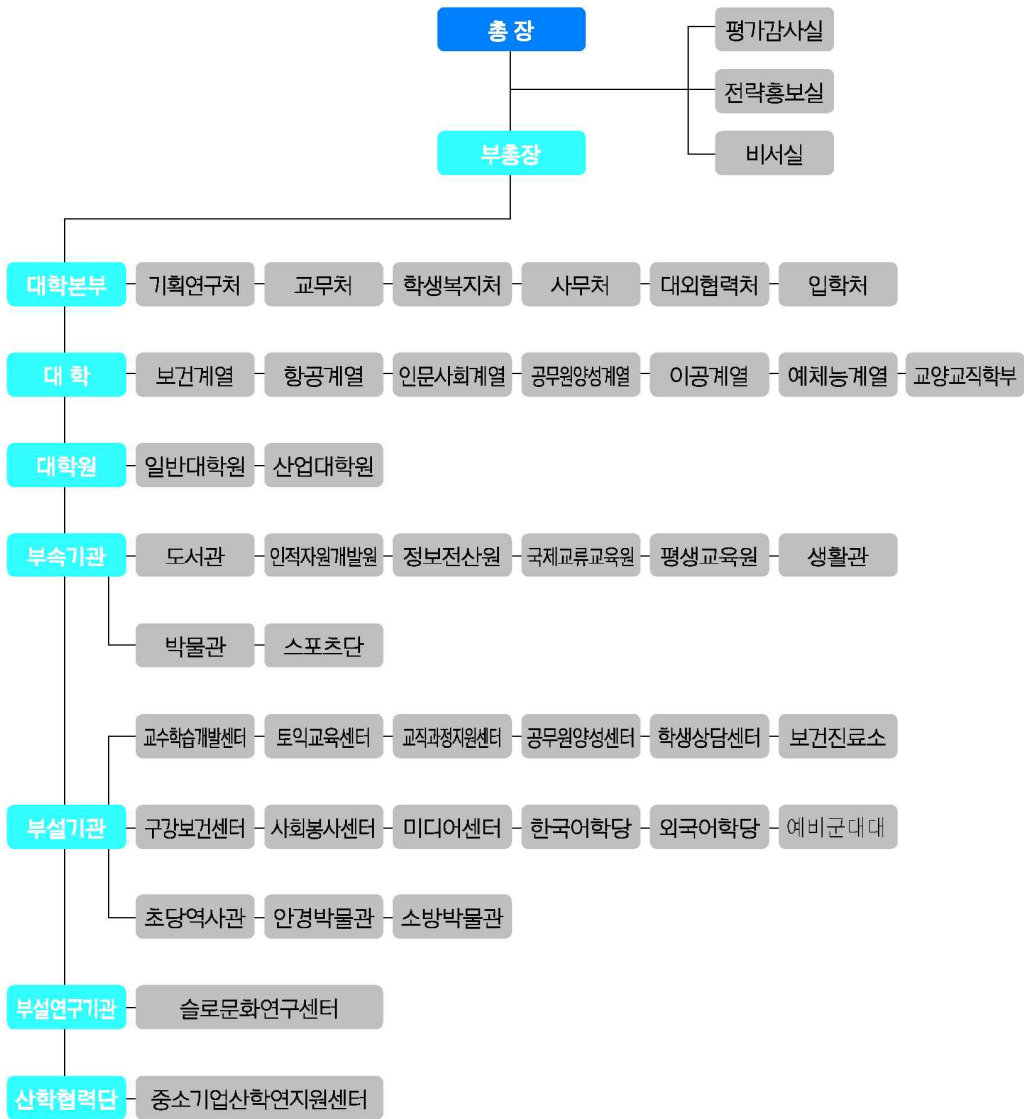 총 장
평가감사실
전략홍보실
부총장
비서실
대학본부 기획연구처 교무처 학생복지처 사무처 대외협력처 입학처
대 학 보건계열 항공계열 인문사회계열 공무원양성계열 이공계열 예체능계열 교양교직학부
대학원 일반대학원 산업대학원
부속기관 도서관 인적자원개발원 정보전산원 국제교류교육원 평생교육원 생활관
박물관 스포츠단
교수학습개발센터 토익교육센터 교직과정지원센터 공무원양성센터 학생상담센터 보건진료소
부설기관 구강보건센터 사회봉사센터 미디어센터 한국어학당 외국어학당 예비군대대
초당역사관 안경박물관 소방박물관
부설연구기관 슬로문화연구센터
산학협력단 중소기업산학연지원센터